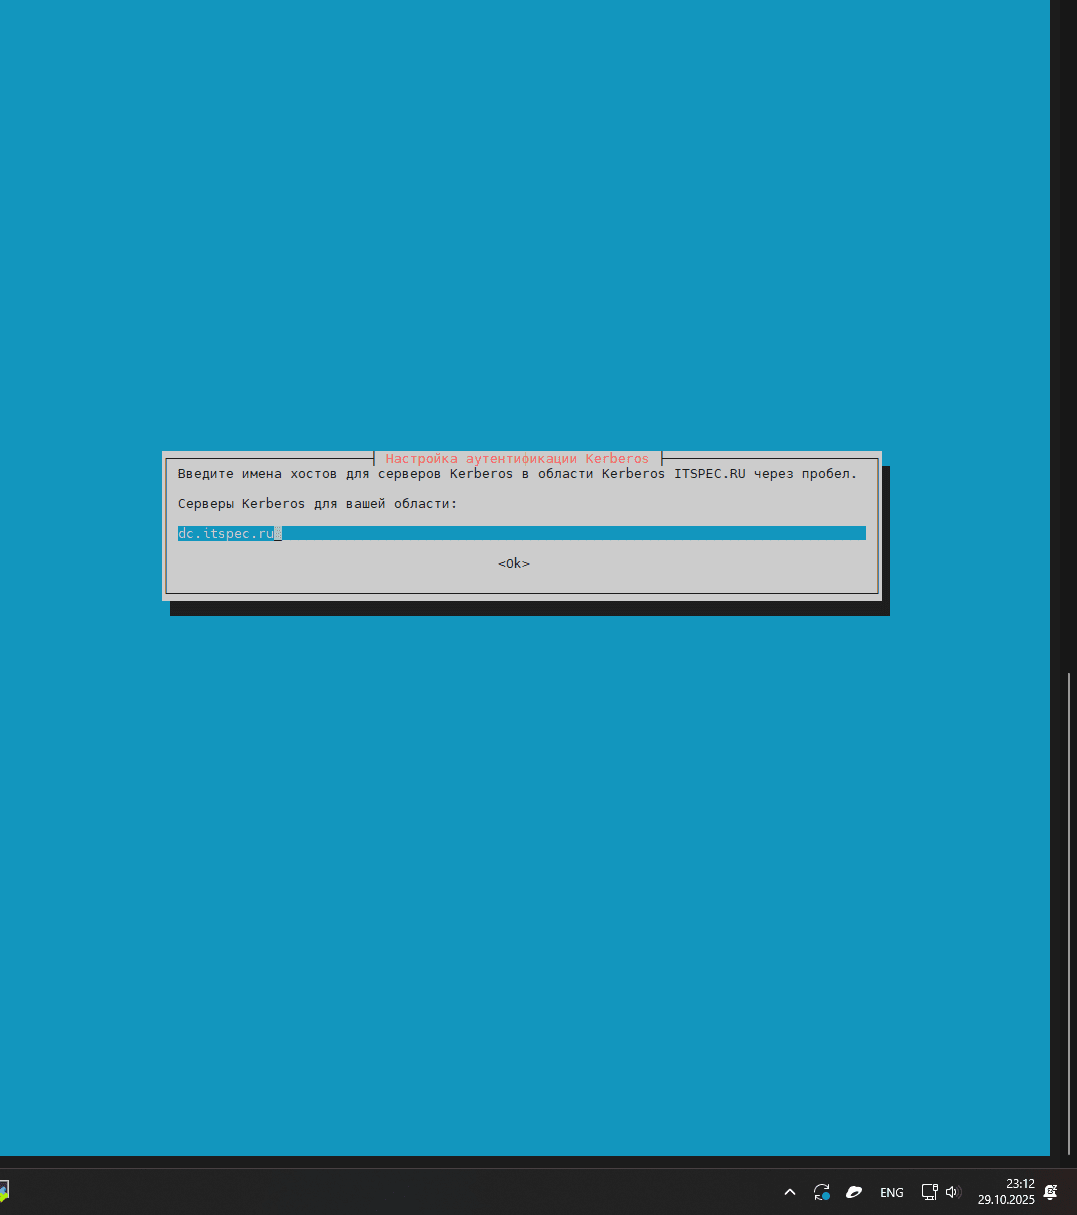 Настройка аутентификации Kerberos
Введите имена хостов для серверов Kerberos в области Kerberos ITSPEC.RU через пробел.
Серверы Kerberos для вашей области:
dc.itspec.ru
<Ok>
ENG
23:12
29.10.2025